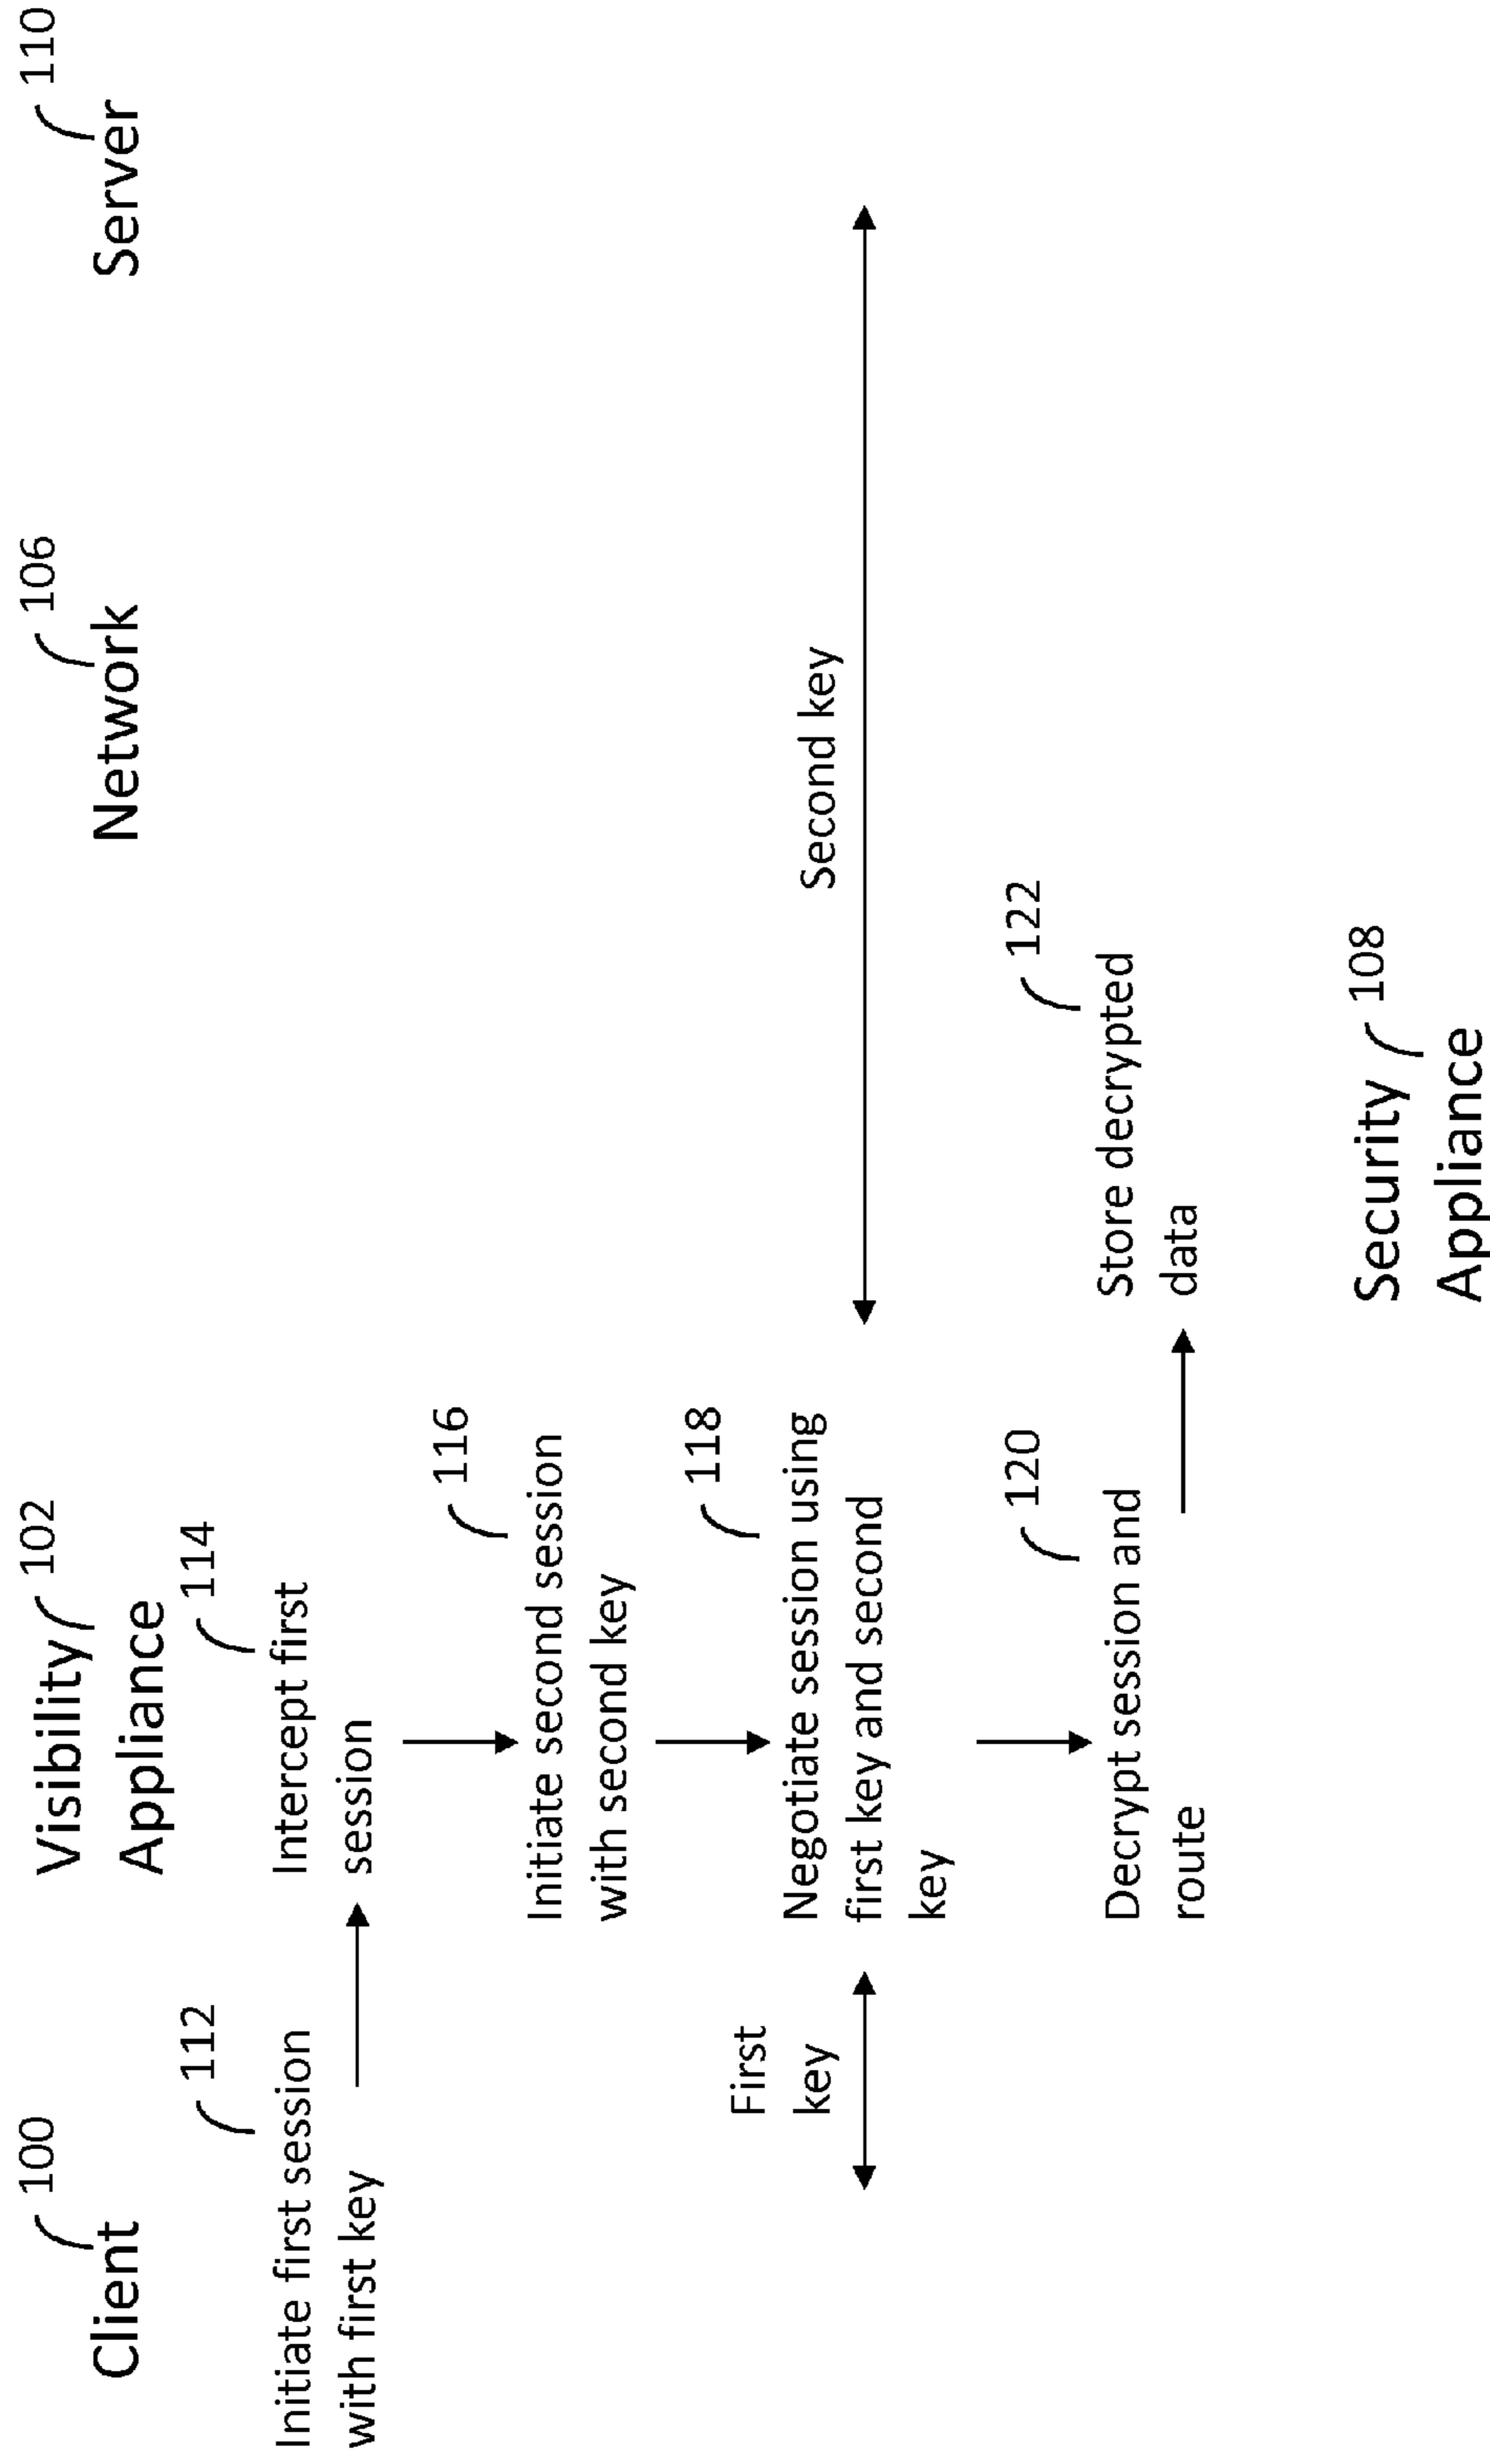 Client
100
Visibility
Appliance
102
Network
106
Server
110
Initiate first session
with first key
112
Intercept first
session
114
Initiate second session
with second key
116
First
key
Negotiate session using
first key and second
key
118
Second key
Decrypt session and
route
120
Store decrypted
data
122
Security
Appliance
108